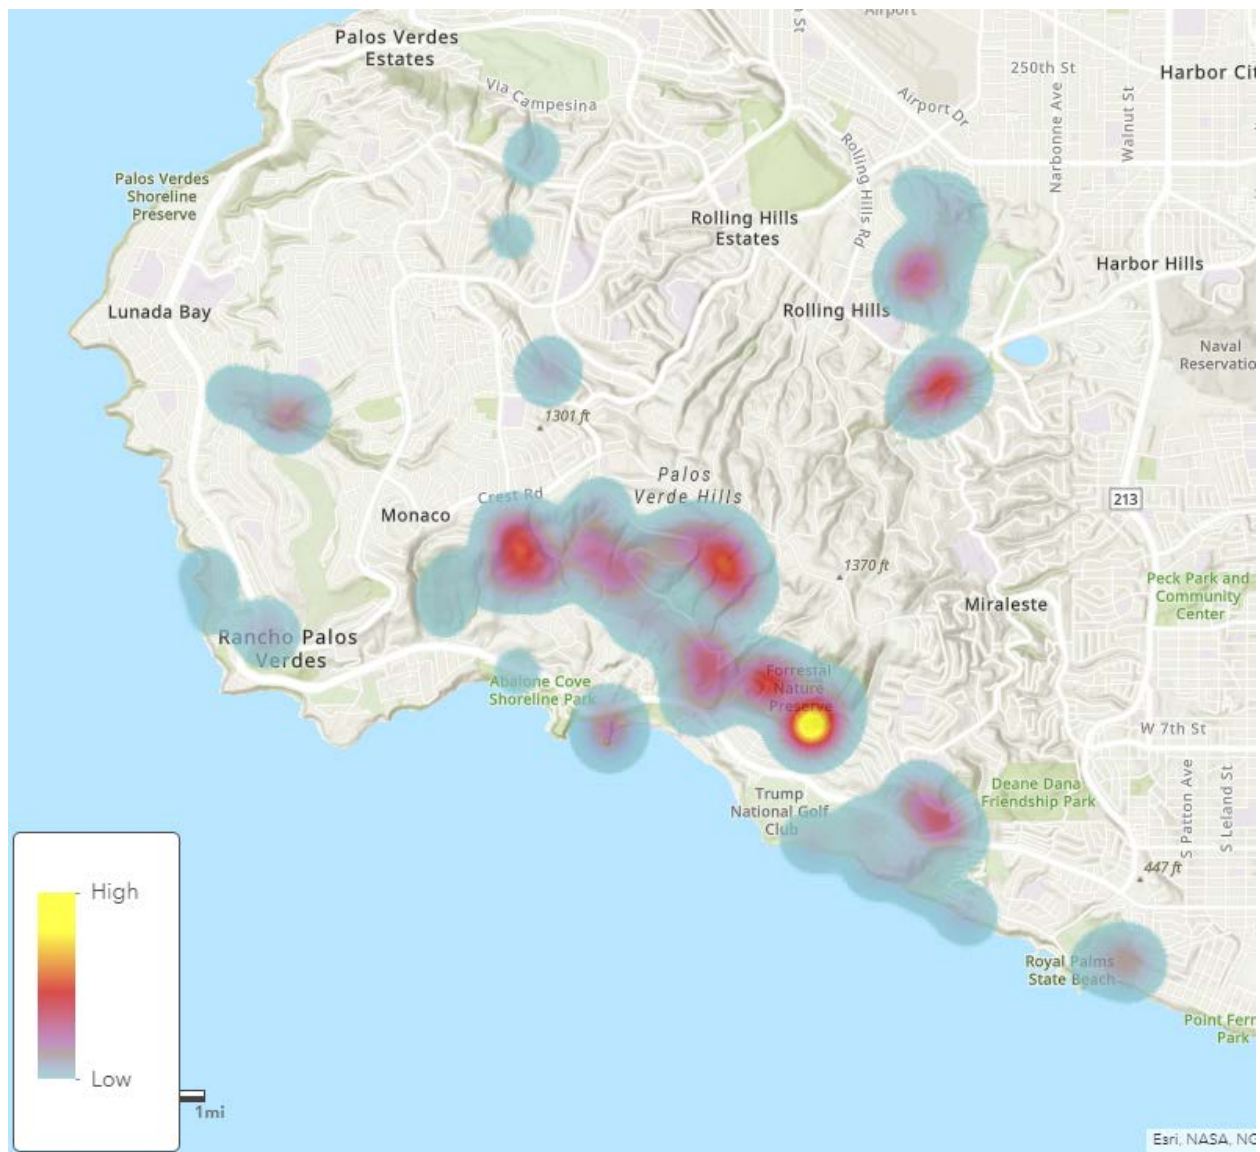 Airport
St
Palos Verdes
Estates
250th St
Harbor Cit
Via Campesina
Airport Dr
Narbonne Ave
Walnut St
Rolling Hills Rd
Palos Verdes
Shoreline
Preserve
Rolling Hills
Estates
Harbor Hills
Lunada Bay
Rolling Hills
Naval
Reservatio
1301 ft
Palos
Verde Hills
Crest Rd
213
Monaco
1370 ft
Miraleste
Peck Park and
Community
Center
Rancho Palos
Verdes
Abalone Cove
Shoreline Park
Forrestal
Nature
Preserve
W 7th St
Deane Dana
Friendship Park
Trump
National Golf
Club
S Patton Ave
S Leland St
447 ft
Royal Palms
State Beach
Point Ferm
Park
High
Low
1mi
Esri, NASA, NG